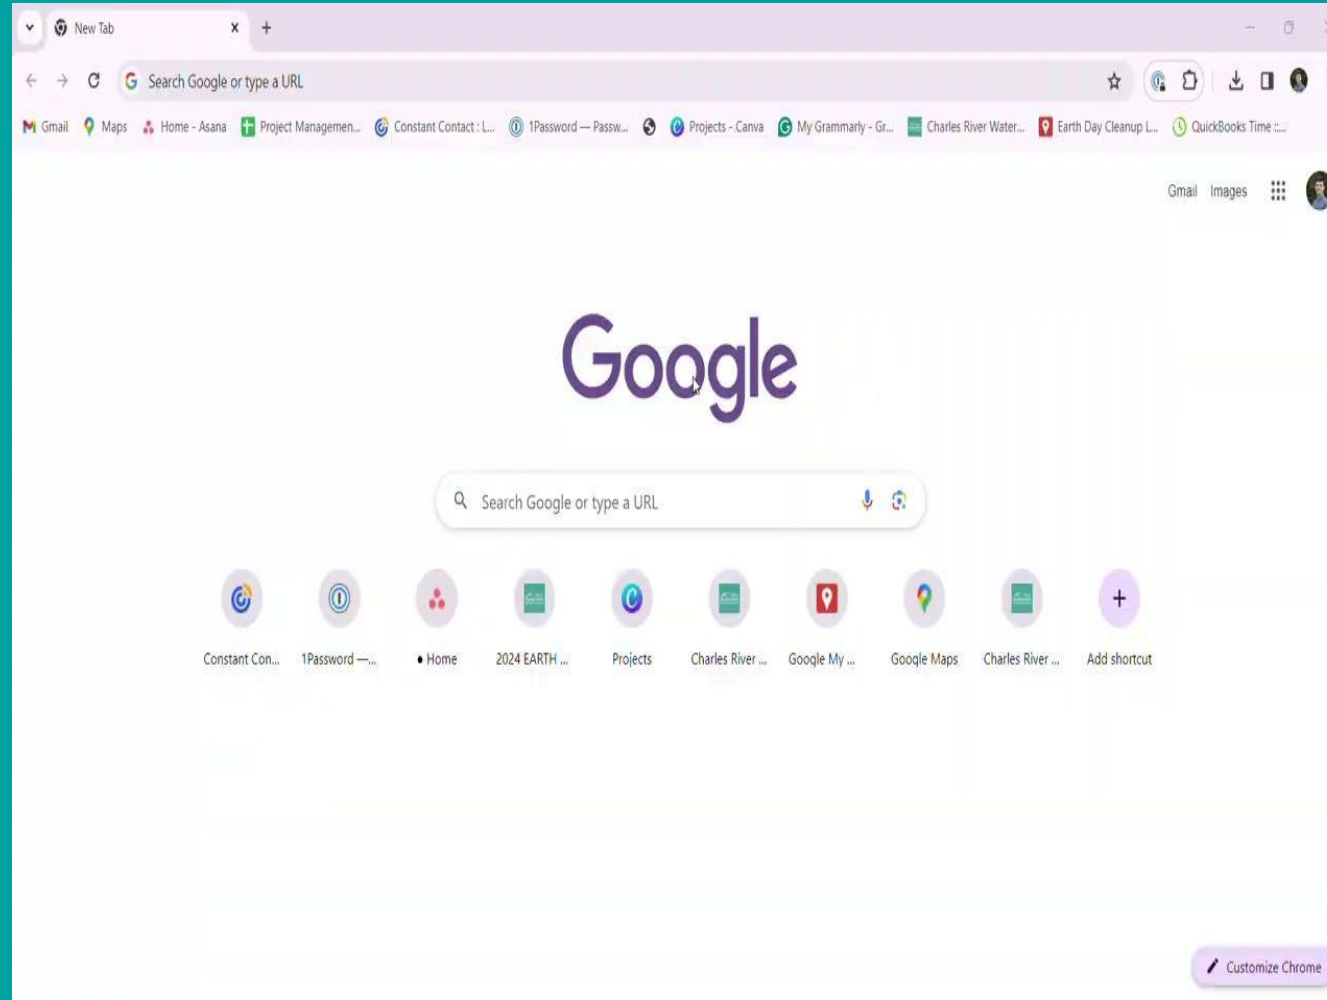 New Tab
Search Google or type a URL
Gmail Maps Home - Asana Project Managemen... Constant Contact : L... 1Password — Passw... Projects - Canva My Grammarly - Gr... Charles River Water... Earth Day Cleanup L... QuickBooks Time ::...
Gmail Images
Google
Search Google or type a URL
Constant Con... 1Password —... • Home 2024 EARTH ... Projects Charles River ... Google My ... Google Maps Charles River ... Add shortcut
Customize Chrome